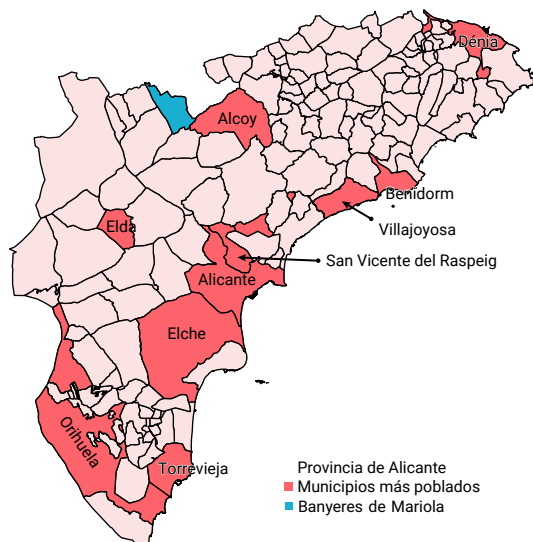 Dénia
Alcoy
Benidorm
Elda
Villajoyosa
San Vicente del Raspeig
Alicante
Elche
Orihuela
Torrevieja
Provincia de Alicante
Municipios más poblados
Banyeres de Mariola